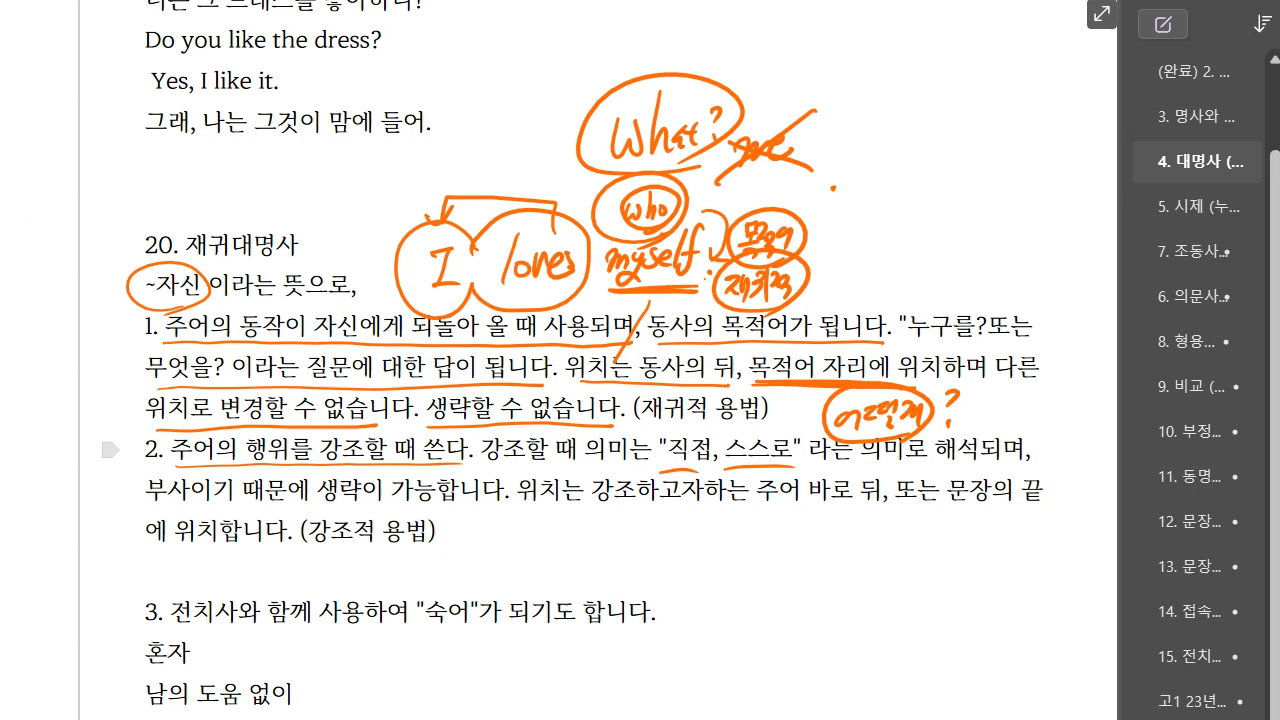 Do you like the dress?
Yes, I like it.
그래, 나는 그것이 맘에 들어.
What?
who
I loves myself
목적어
재귀적
20. 재귀대명사
~자신 이라는 뜻으로,
1. 주어의 동작이 자신에게 되돌아 올 때 사용되며, 동사의 목적어가 됩니다. "누구를?또는
무엇을? 이라는 질문에 대한 답이 됩니다. 위치는 동사의 뒤, 목적어 자리에 위치하며 다른
위치로 변경할 수 없습니다. 생략할 수 없습니다. (재귀적 용법)
어떻게?
2. 주어의 행위를 강조할 때 쓴다. 강조할 때 의미는 "직접, 스스로" 라는 의미로 해석되며,
부사이기 때문에 생략이 가능합니다. 위치는 강조하고자하는 주어 바로 뒤, 또는 문장의 끝
에 위치합니다. (강조적 용법)
3. 전치사와 함께 사용하여 "숙어"가 되기도 합니다.
혼자
남의 도움 없이
(완료) 2. ...
3. 명사와 ...
4. 대명사 (...
5. 시제 (누...
7. 조동사...
6. 의문사...
8. 형용...
9. 비교 (...
10. 부정...
11. 동명...
12. 문장...
13. 문장...
14. 접속...
15. 전치...
고1 23년...